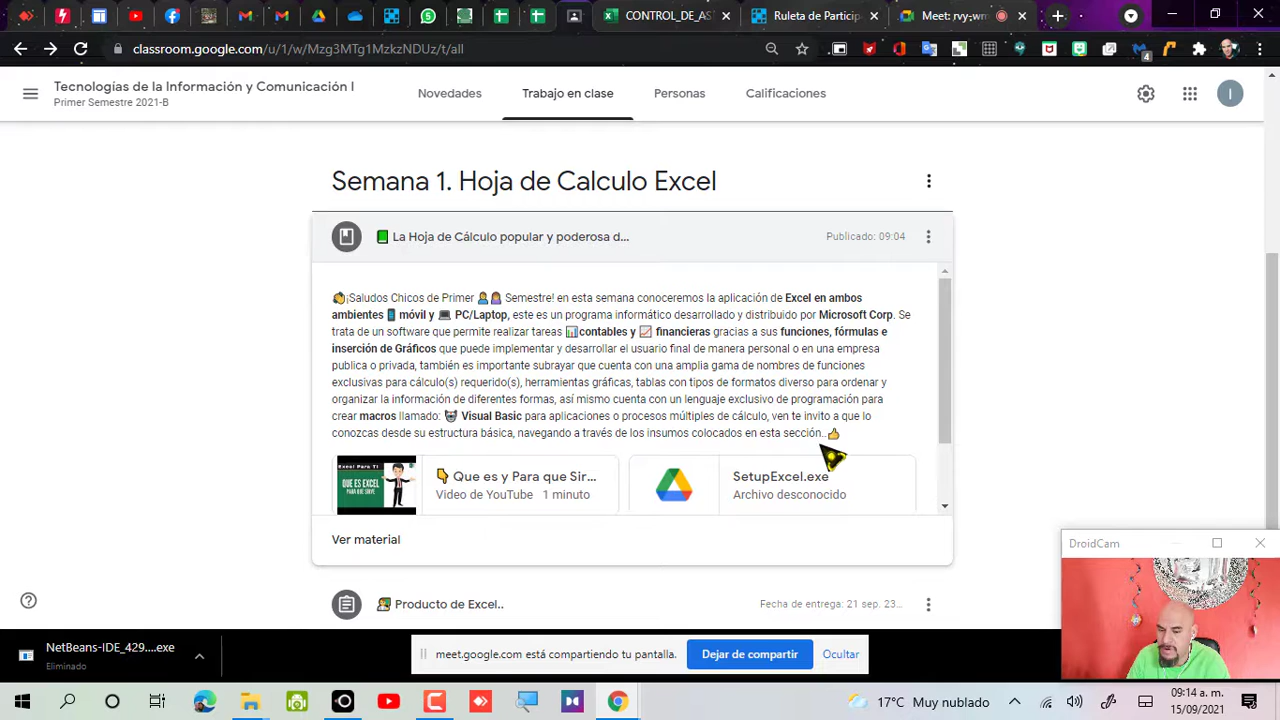 CONTROL_DE_AS
Ruleta de Particip
Meet: rvy-wm
classroom.google.com/u/1/w/Mzg3MTg1MzkzNDUz/t/all
Tecnologías de la Información y Comunicación I
Primer Semestre 2021-B
Novedades
Trabajo en clase
Personas
Calificaciones
I
Semana 1. Hoja de Calculo Excel
La Hoja de Cálculo popular y poderosa d...
Publicado: 09:04
¡Saludos Chicos de Primer Semestre! en esta semana conoceremos la aplicación de Excel en ambos
ambientes móvil y PC/Laptop, este es un programa informático desarrollado y distribuido por Microsoft Corp. Se
trata de un software que permite realizar tareas contables y financieras gracias a sus funciones, fórmulas e
inserción de Gráficos que puede implementar y desarrollar el usuario final de manera personal o en una empresa
publica o privada, también es importante subrayar que cuenta con una amplia gama de nombres de funciones
exclusivas para cálculo(s) requerido(s), herramientas gráficas, tablas con tipos de formatos diverso para ordenar y
organizar la información de diferentes formas, así mismo cuenta con un lenguaje exclusivo de programación para
crear macros llamado: Visual Basic para aplicaciones o procesos múltiples de cálculo, ven te invito a que lo
conozcas desde su estructura básica, navegando a través de los insumos colocados en esta sección..
Excel Para TI
QUE ES EXCEL
PARA QUE SIRVE
Que es y Para que Sir...
Video de YouTube 1 minuto
SetupExcel.exe
Archivo desconocido
Ver material
DroidCam
Producto de Excel..
Fecha de entrega: 21 sep. 23...
NetBeans-IDE_429....exe
Eliminado
meet.google.com está compartiendo tu pantalla.
Dejar de compartir
Ocultar
17°C Muy nublado
09:14 a. m.
15/09/2021